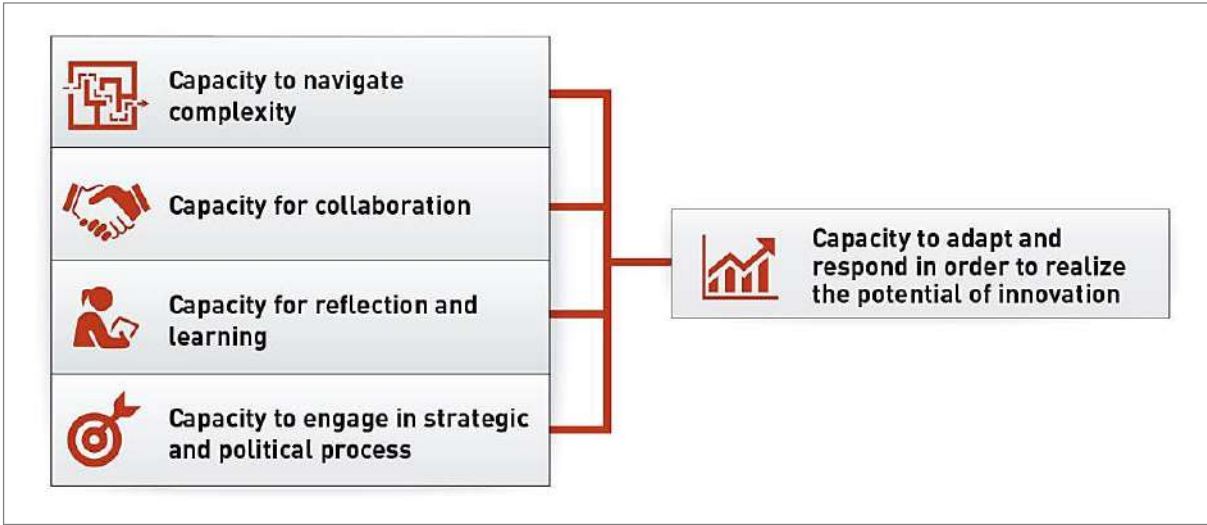 Capacity to navigate
complexity
Capacity for collaboration
Capacity for reflection and
learning
Capacity to engage in strategic
and political process
Capacity to adapt and
respond in order to realize
the potential of innovation